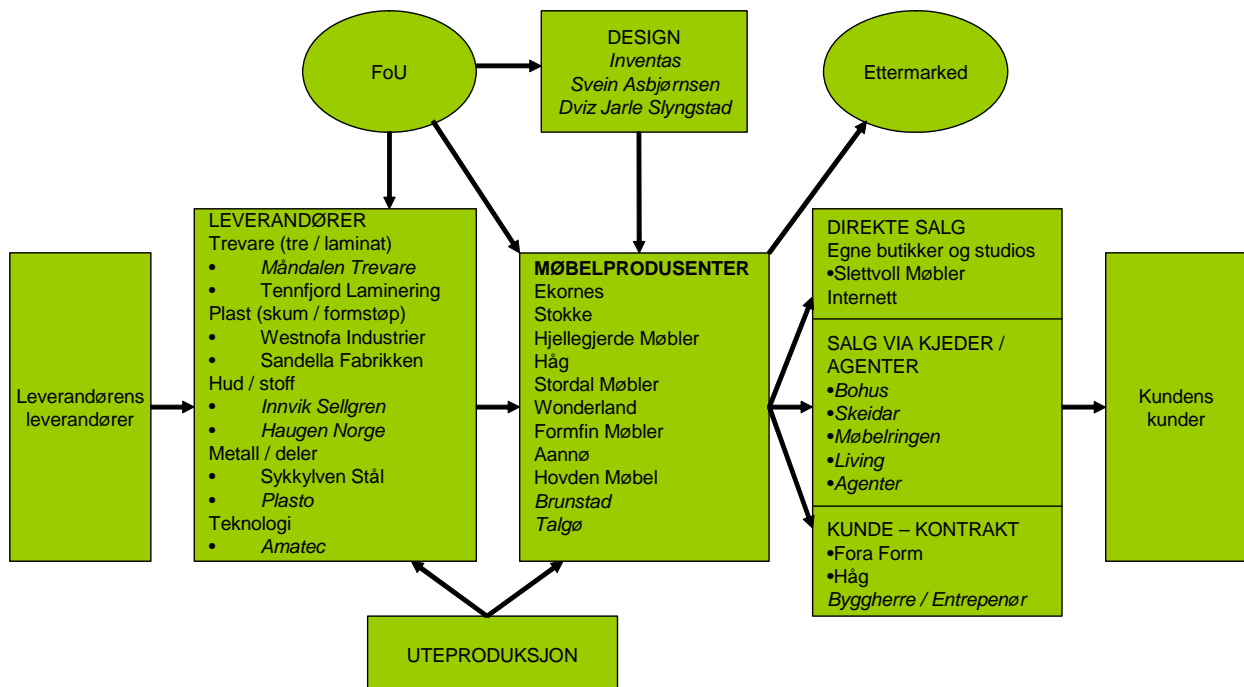 FoU
DESIGN
Inventas
Svein Asbjørnsen
Dviz Jarle Slyngstad
Ettermarked
Leverandørens
leverandører
LEVERANDØRER
Trevare (tre / laminat)
• Måndalen Trevare
• Tennfjord Laminering
Plast (skum / formstøp)
• Westnofa Industrier
• Sandella Fabrikken
Hud / stoff
• Innvik Sellgren
• Haugen Norge
Metall / deler
• Sykkylven Stål
• Plasto
Teknologi
• Amatec
MØBELPRODUSENTER
Ekornes
Stokke
Hjellegjerde Møbler
Håg
Stordal Møbler
Wonderland
Formfin Møbler
Aannø
Hovden Møbel
Brunstad
Talgø
DIREKTE SALG
Egne butikker og studios
•Slettvoll Møbler
Internett
SALG VIA KJEDER /
AGENTER
•Bohus
•Skeidar
•Møbelringen
•Living
•Agenter
KUNDE – KONTRAKT
•Fora Form
•Håg
Byggherre / Entrepenør
Kundens
kunder
UTEPRODUKSJON